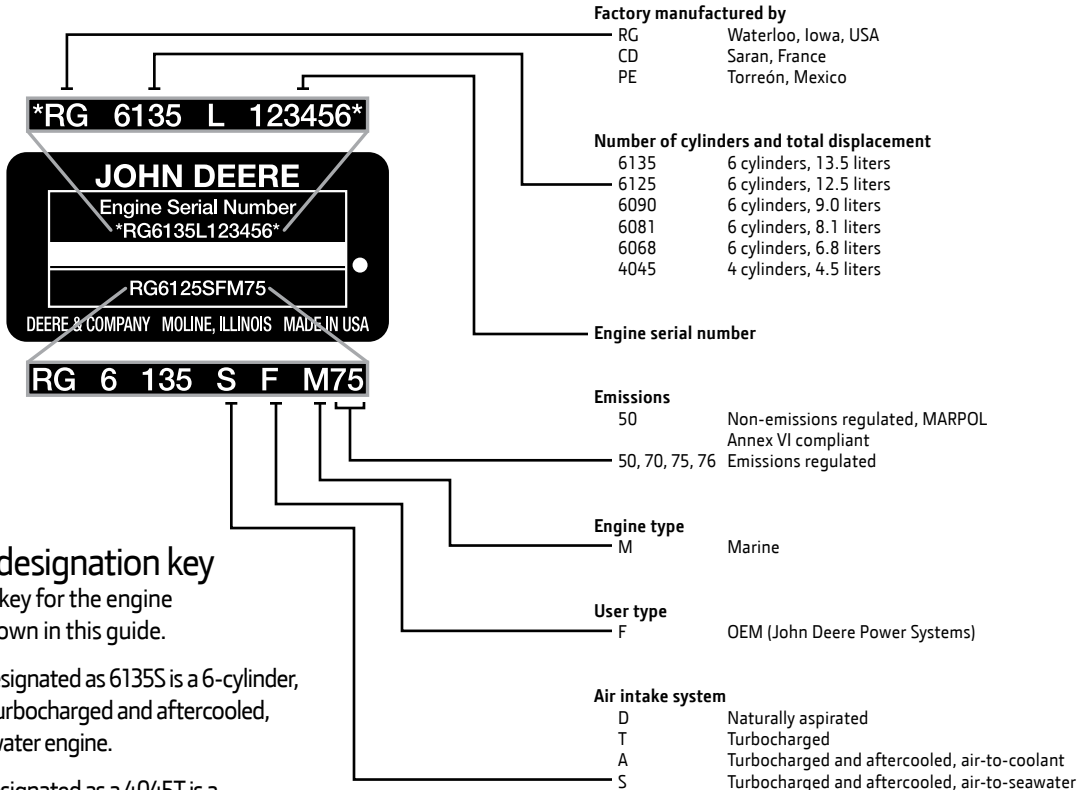 *RG 6135 L 123456*
JOHN DEERE
Engine Serial Number
*RG6135L123456*
RG6125SFM75
DEERE & COMPANY MOLINE, ILLINOIS MADE IN USA
RG 6 135 S F M75
designation key
key for the engine
own in this guide.
signated as 6135S is a 6-cylinder,
urbocharged and aftercooled,
water engine.
signated as a 4045T is a
Factory manufactured by
RG Waterloo, Iowa, USA
CD Saran, France
PE Torreón, Mexico
Number of cylinders and total displacement
6135 6 cylinders, 13.5 liters
6125 6 cylinders, 12.5 liters
6090 6 cylinders, 9.0 liters
6081 6 cylinders, 8.1 liters
6068 6 cylinders, 6.8 liters
4045 4 cylinders, 4.5 liters
Engine serial number
Emissions
50 Non-emissions regulated, MARPOL
Annex VI compliant
50, 70, 75, 76 Emissions regulated
Engine type
M Marine
User type
F OEM (John Deere Power Systems)
Air intake system
D Naturally aspirated
T Turbocharged
A Turbocharged and aftercooled, air-to-coolant
S Turbocharged and aftercooled, air-to-seawater